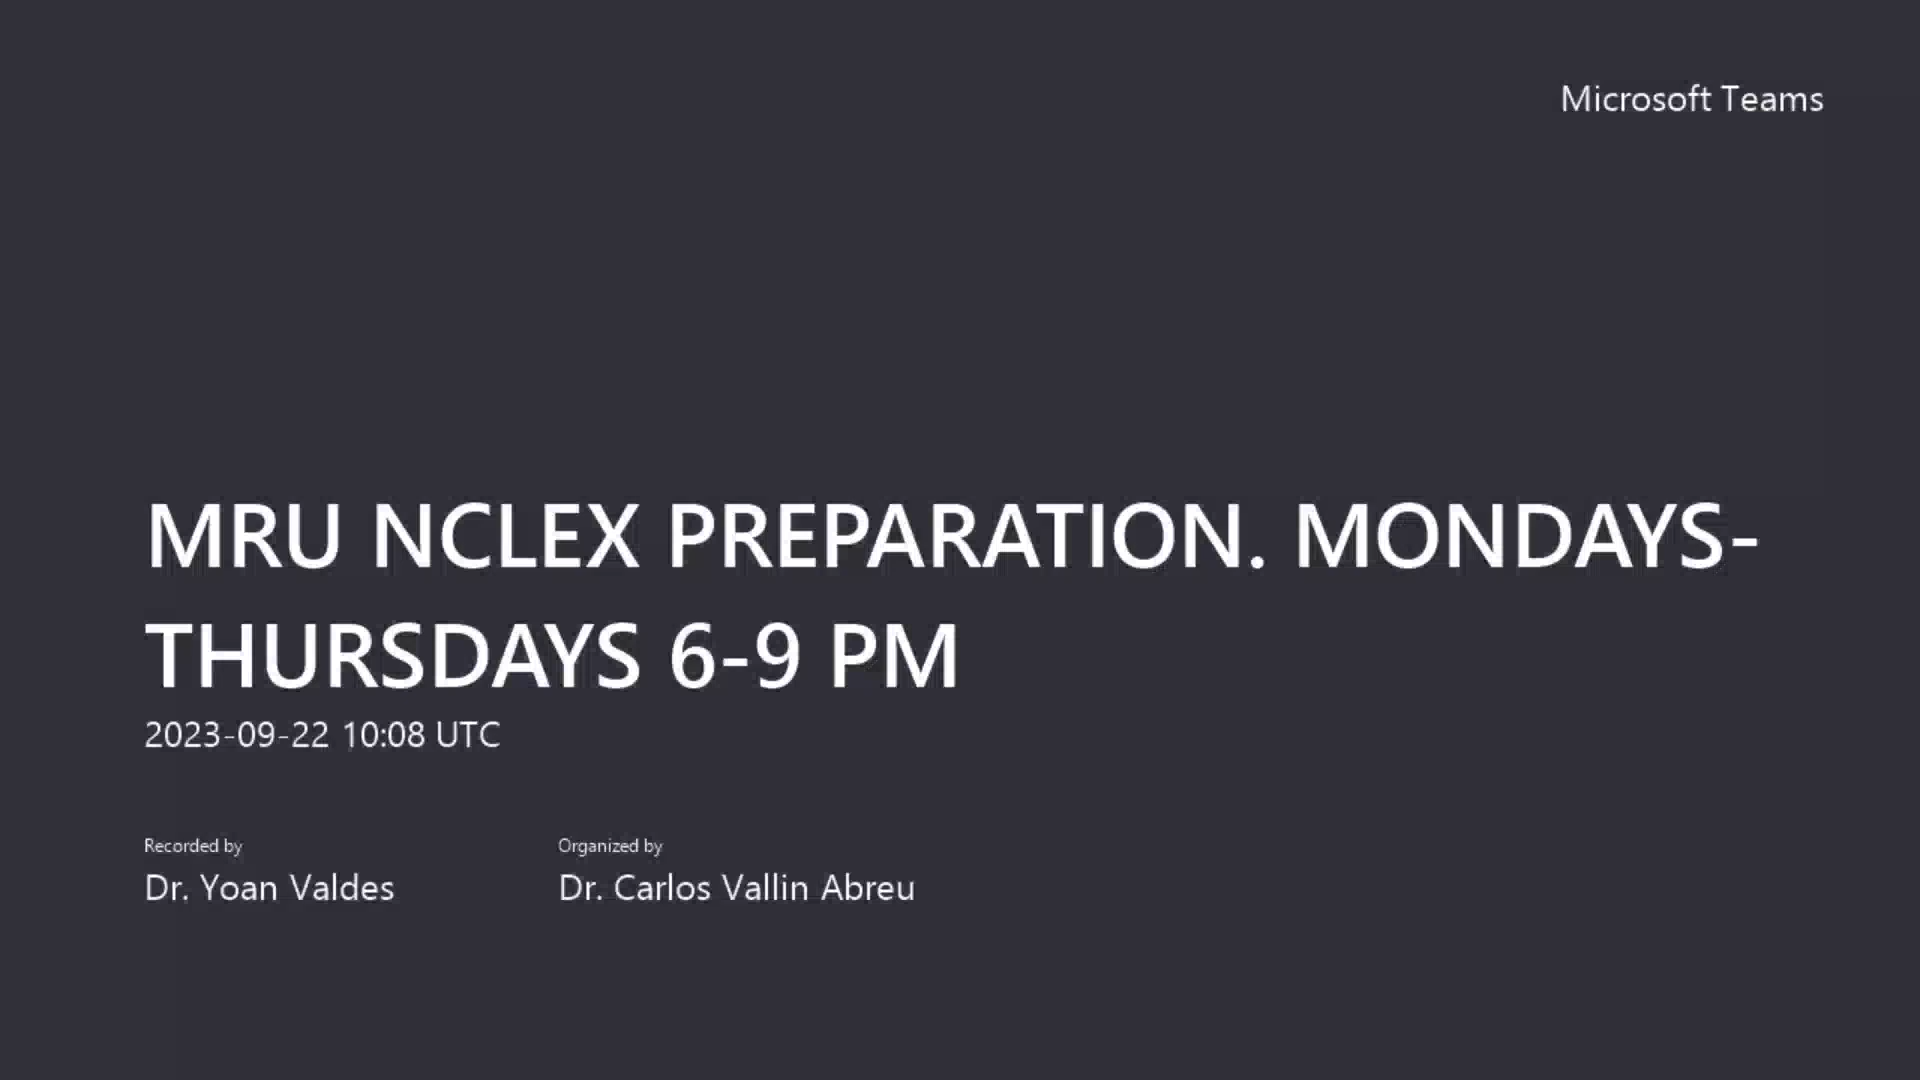 Microsoft Teams
MRU NCLEX PREPARATION. MONDAYS-
THURSDAYS 6-9 PM
2023-09-22 10:08 UTC
Recorded by
Organized by
Dr. Yoan Valdes
Dr. Carlos Vallin Abreu